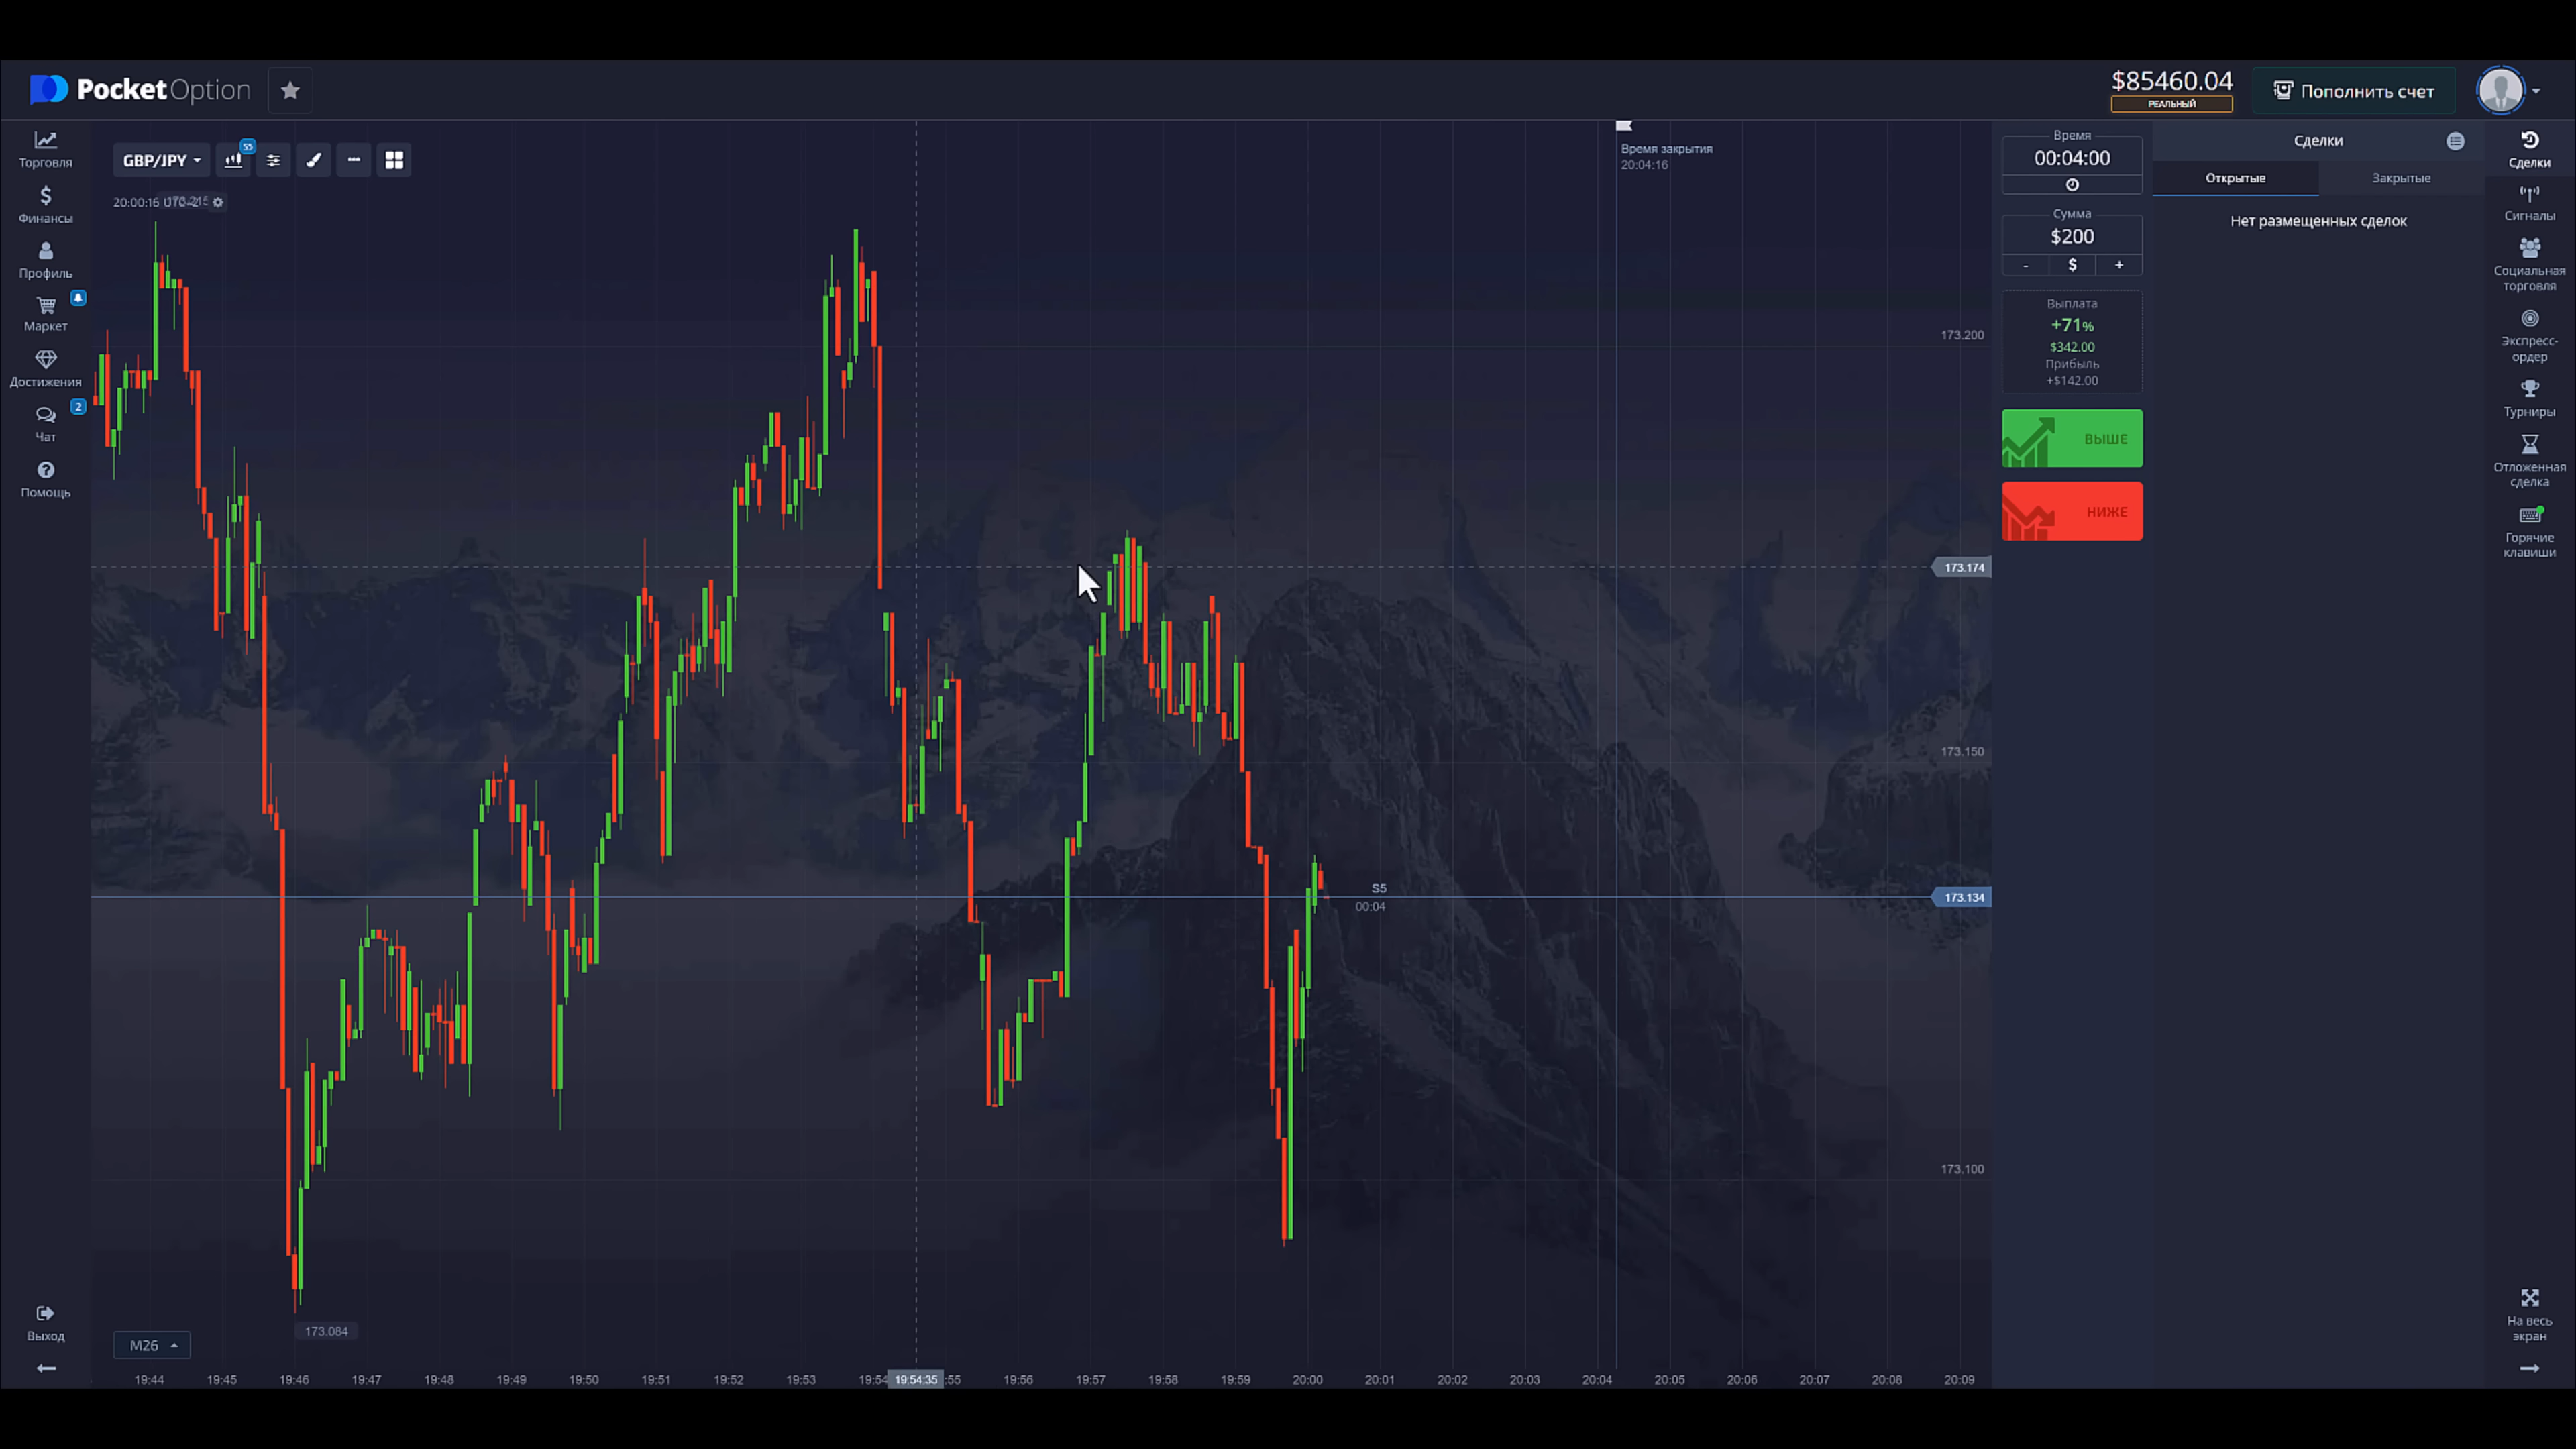 PocketOption
$85460.04
РЕАЛЬНЫЙ
Пополнить счет
Торговля
Финансы
Профиль
Маркет
Достижения
2
Чат
Помощь
Выход
GBP/JPY
S5
20:00:16
Время закрытия
20:04:16
173.200
173.174
173.150
S5
00:04
173.134
173.100
173.084
M26
19:44
19:45
19:46
19:47
19:48
19:49
19:50
19:51
19:52
19:53
19:54
19:54:35
:55
19:56
19:57
19:58
19:59
20:00
20:01
20:02
20:03
20:04
20:05
20:06
20:07
20:08
20:09
Время
00:04:00
Сумма
$200
- $ +
Выплата
+71%
$342.00
Прибыль
+$142.00
ВЫШЕ
НИЖЕ
Сделки
Открытые
Закрытые
Нет размещенных сделок
Сделки
Сигналы
Социальная
торговля
Экспресс-
ордер
Турниры
Отложенная
сделка
Горячие
клавиши
На весь
экран